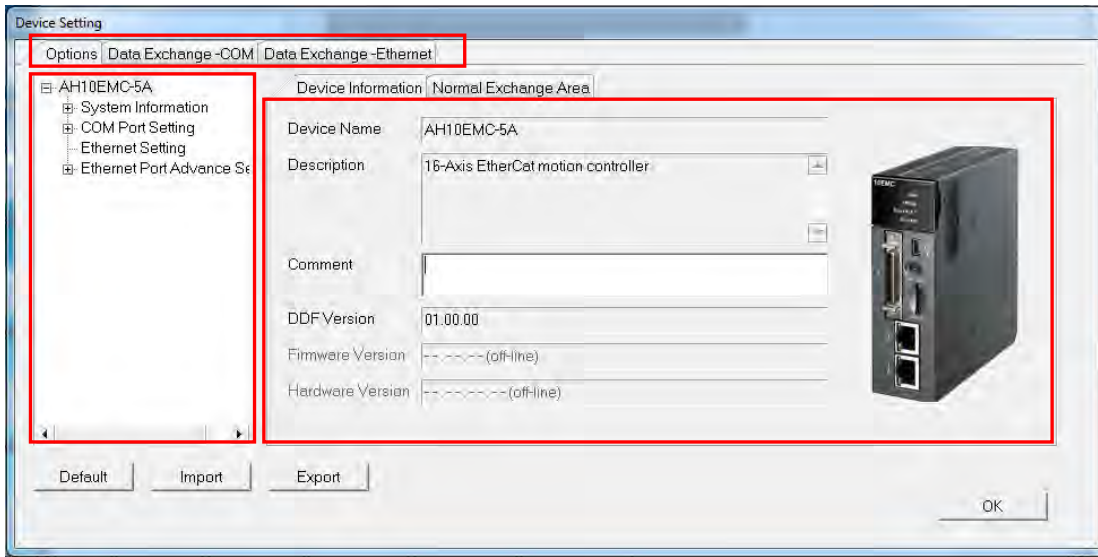 Device Setting
Options Data Exchange -COM Data Exchange -Ethernet
AH10EMC-5A
System Information
COM Port Setting
Ethernet Setting
Ethernet Port Advance Se
Device Information Normal Exchange Area
Device Name AH10EMC-5A
Description 16-Axis EtherCat motion controller
Comment
DDF Version 01.00.00
Firmware Version --.--.--(off-line)
Hardware Version --.--.--.--(off-line)
10EMC
Default Import Export
OK